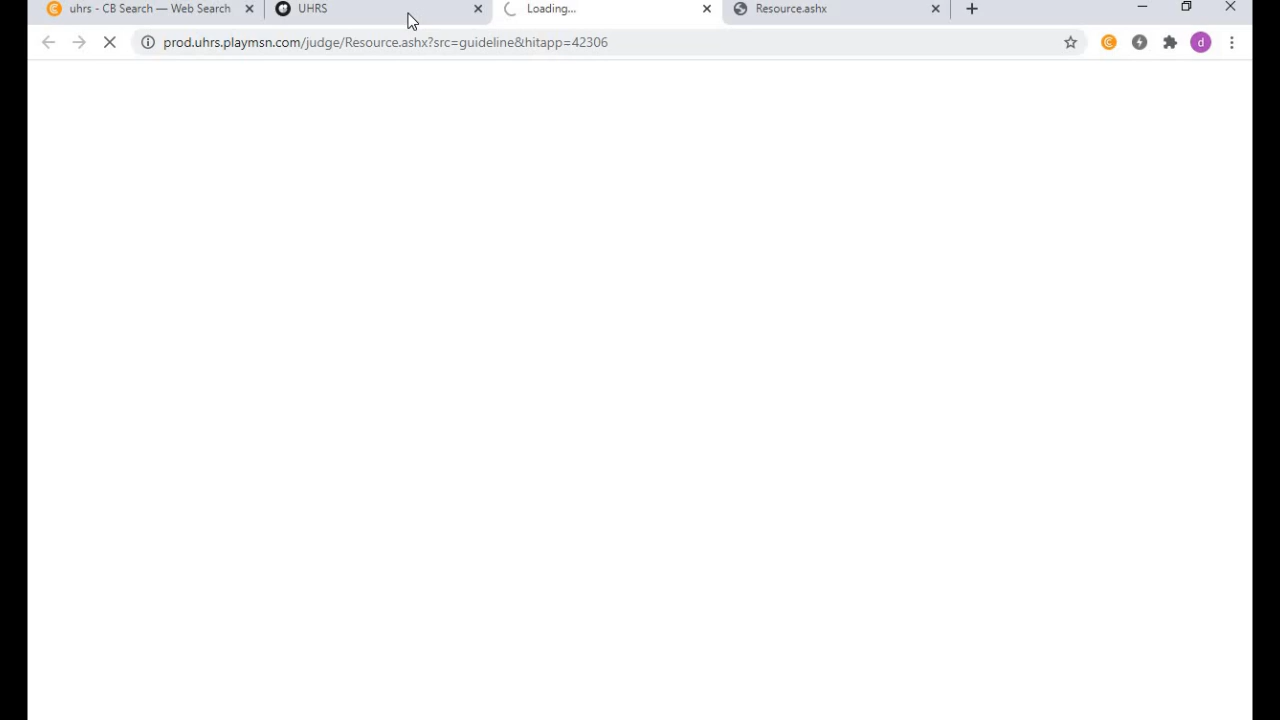 uhrs - CB Search — Web Search
UHRS
Loading...
Resource.ashx
prod.uhrs.playmsn.com/judge/Resource.ashx?src=guideline&hitapp=42306
d